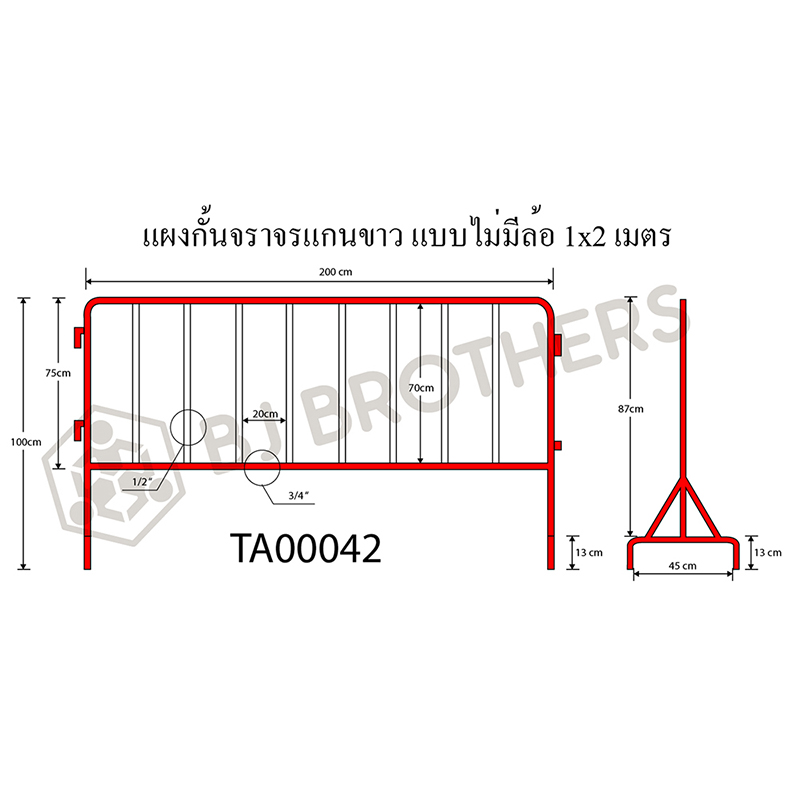 แผงกั้นจราจรแกนขาว แบบไม่มีล้อ 1x2 เมตร
200 cm
75cm
100cm
20cm
70cm
87cm
1/2"
3/4"
TA00042
13 cm
45 cm
13 cm
BJ BROTHERS